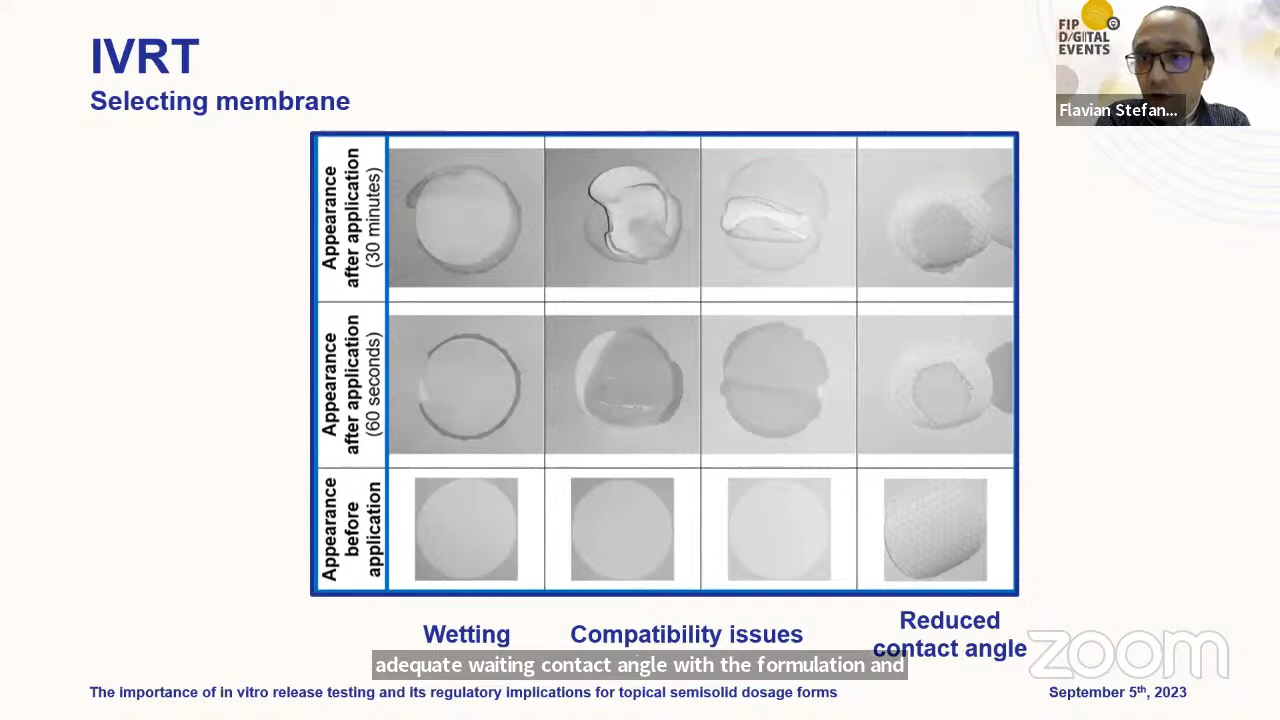 IVRT
Selecting membrane
FIP
DIGITAL
EVENTS
Flavian Stefan...
Appearance
after application
(30 minutes)
Appearance
after application
(60 seconds)
Appearance
before
application
Wetting
Compatibility issues
Reduced
contact angle
adequate waiting contact angle with the formulation and
zoom
The importance of in vitro release testing and its regulatory implications for topical semisolid dosage forms
September 5th, 2023